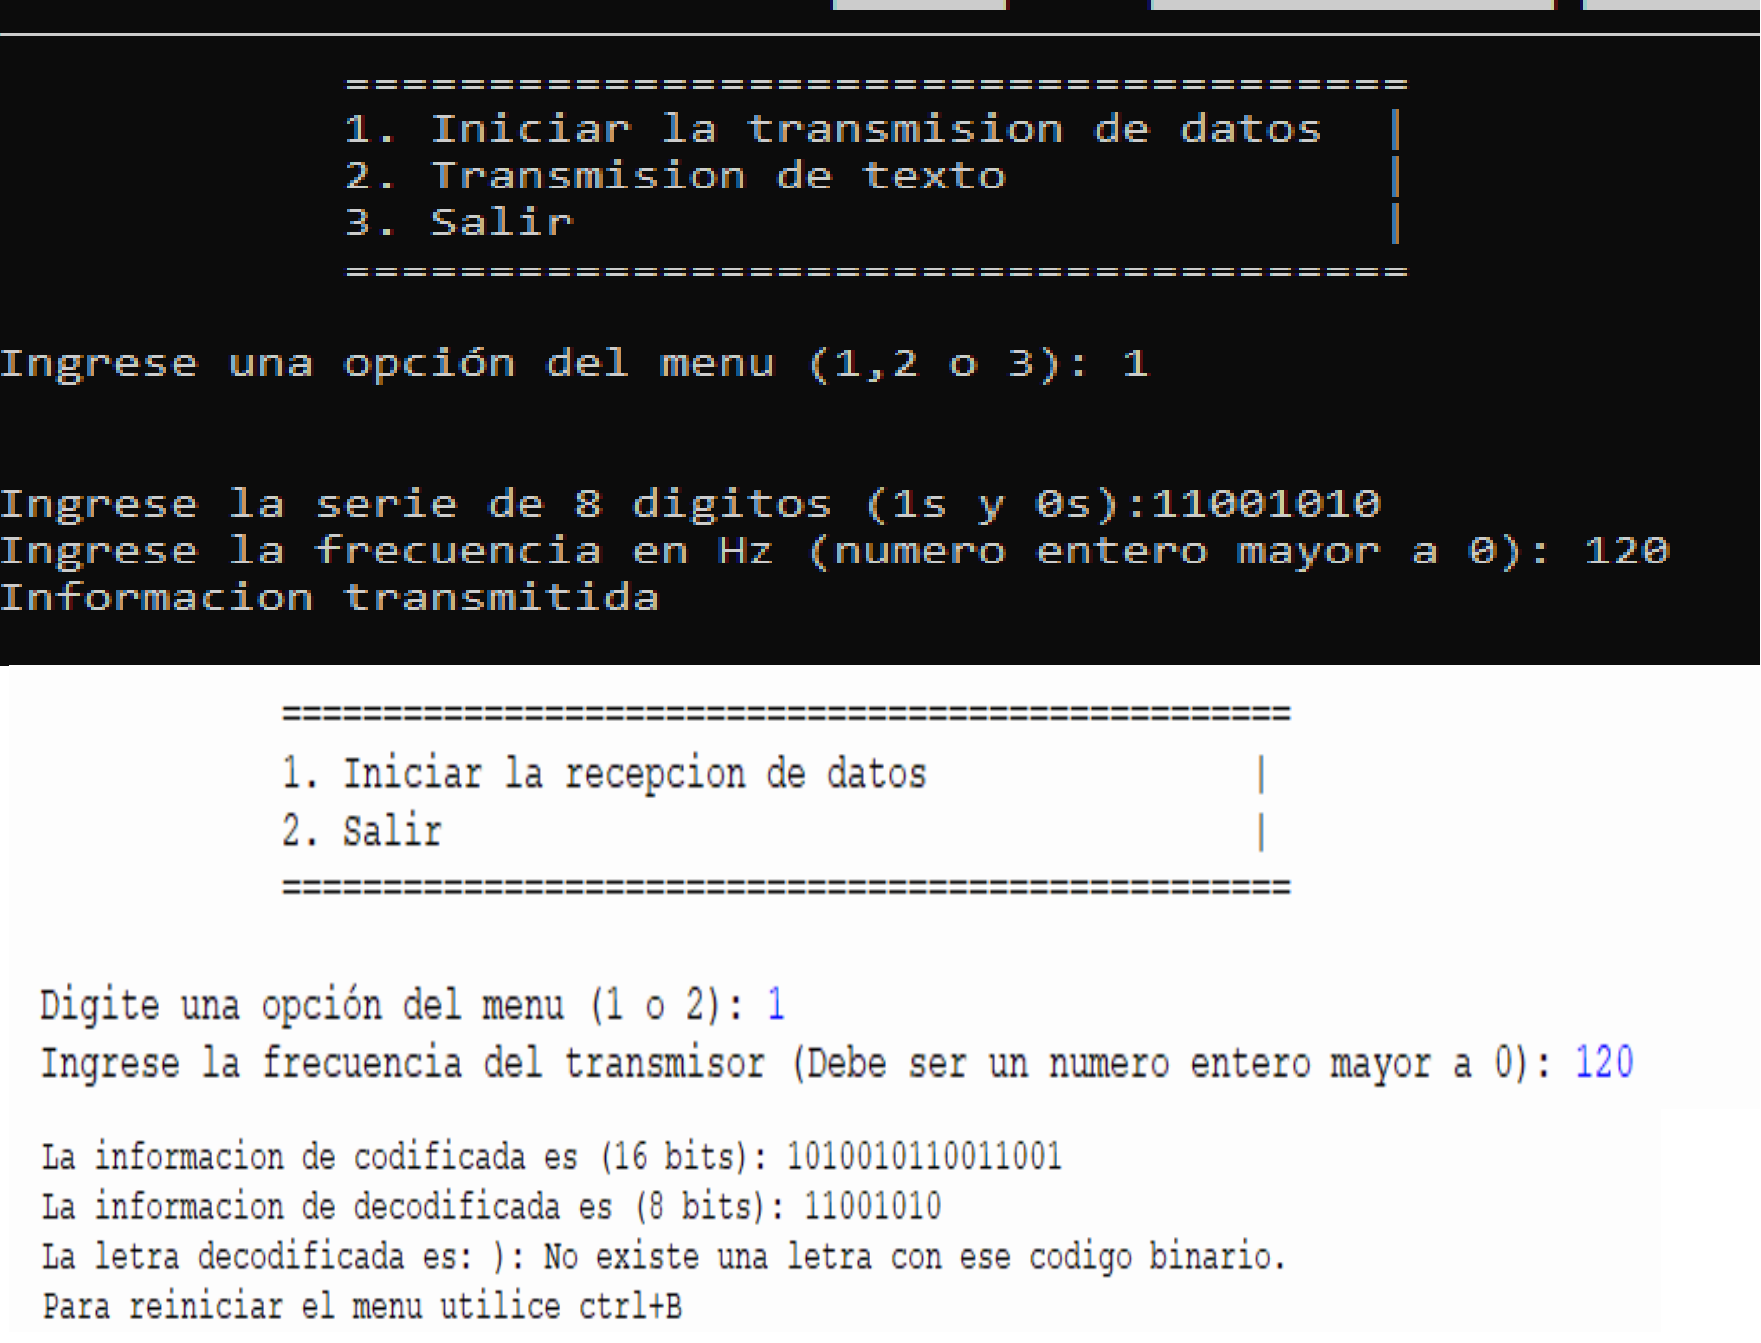 =====================================
1. Iniciar la transmision de datos |
2. Transmision de texto |
3. Salir |
=====================================
Ingrese una opción del menu (1,2 o 3): 1
Ingrese la serie de 8 digitos (1s y 0s):11001010
Ingrese la frecuencia en Hz (numero entero mayor a 0): 120
Informacion transmitida
==================================================
1. Iniciar la recepcion de datos |
2. Salir |
==================================================
Digite una opción del menu (1 o 2): 1
Ingrese la frecuencia del transmisor (Debe ser un numero entero mayor a 0): 120
La informacion de codificada es (16 bits): 1010010110011001
La informacion de decodificada es (8 bits): 11001010
La letra decodificada es: ): No existe una letra con ese codigo binario.
Para reiniciar el menu utilice ctrl+B